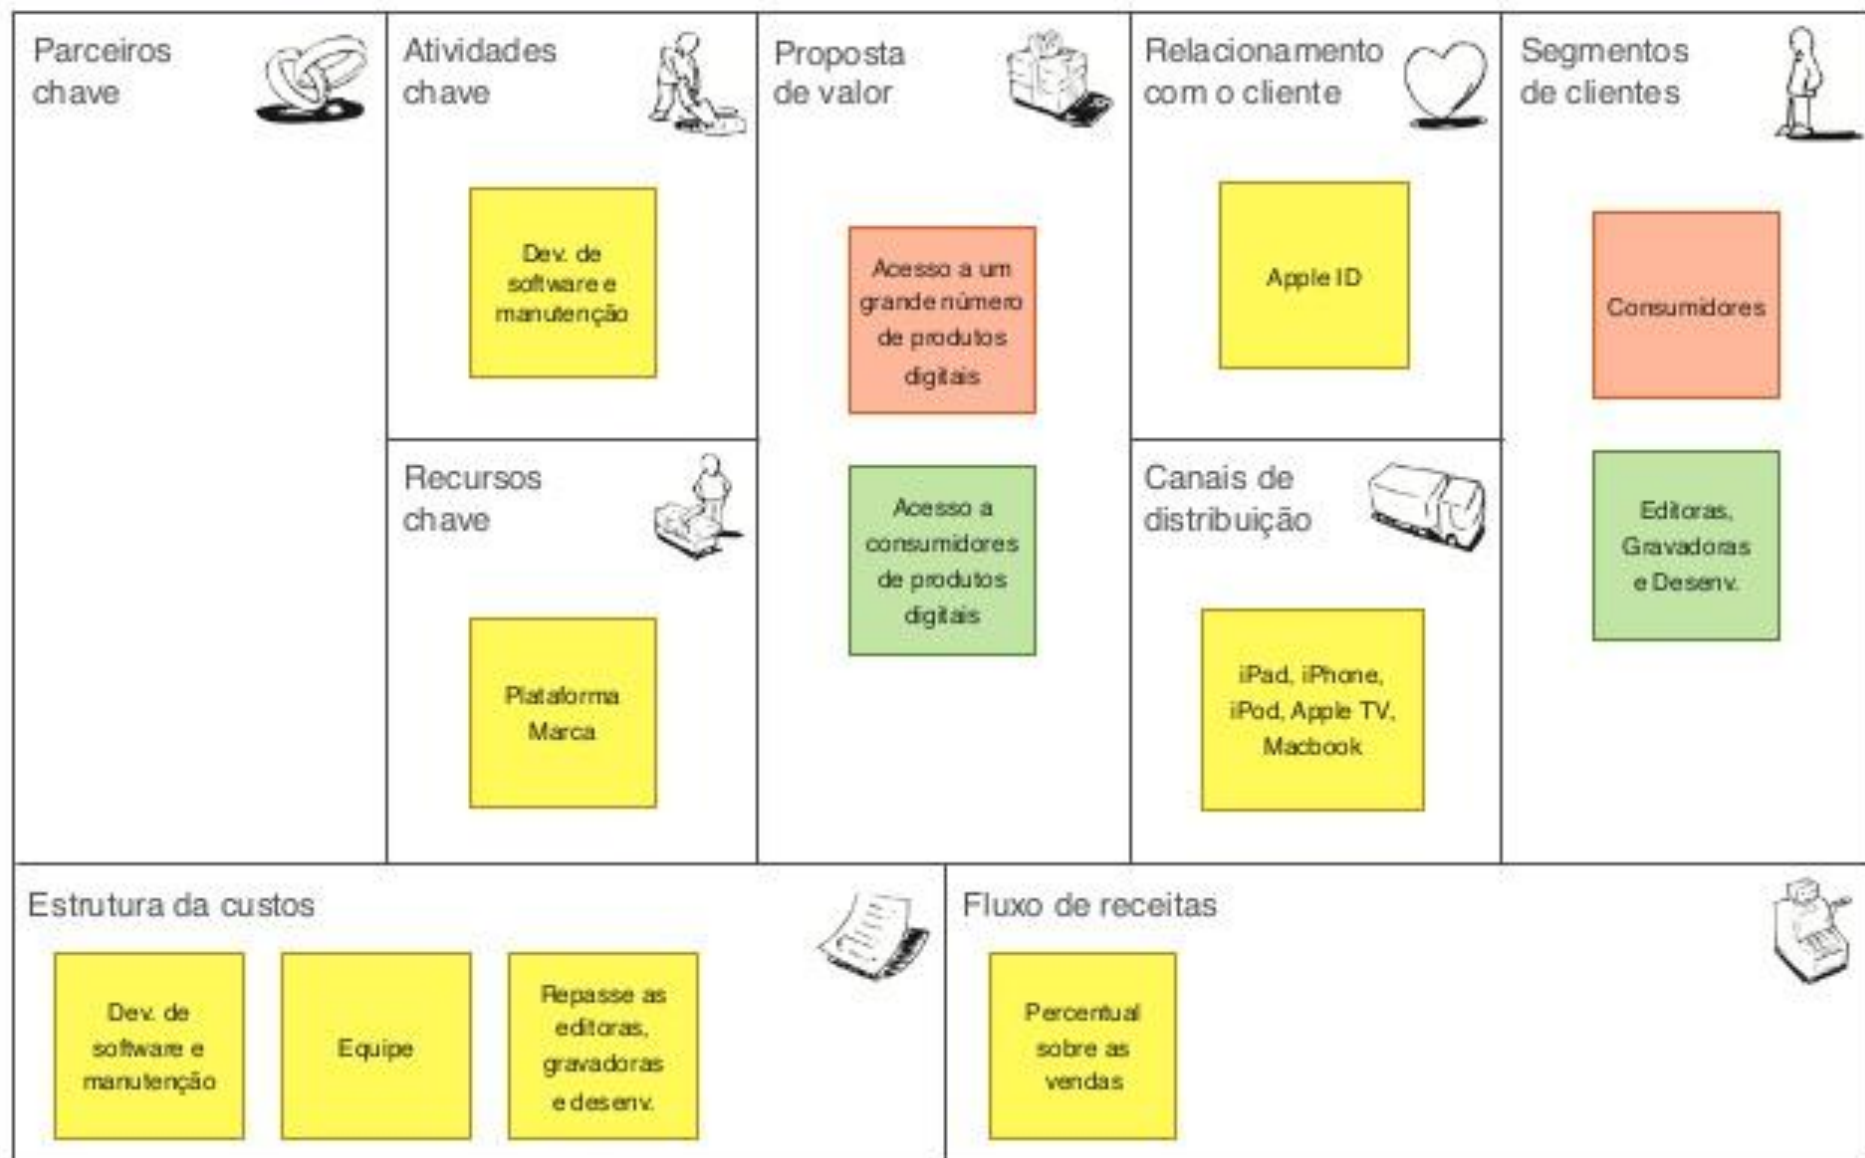 Parceiros
chave
Atividades
chave
Dev. de
software e
manutenção
Recursos
chave
Plataforma
Marca
Proposta
de valor
Acesso a um
grande número
de produtos
digitais
Acesso a
consumidores
de produtos
digitais
Relacionamento
com o cliente
Apple ID
Canais de
distribuição
iPad, iPhone,
iPod, Apple TV,
Macbook
Segmentos
de clientes
Consumidores
Editoras,
Gravadoras
e Desenv.
Estrutura da custos
Dev. de
software e
manutenção
Equipe
Repasse as
editoras,
gravadoras
e desenv.
Fluxo de receitas
Percentual
sobre as
vendas